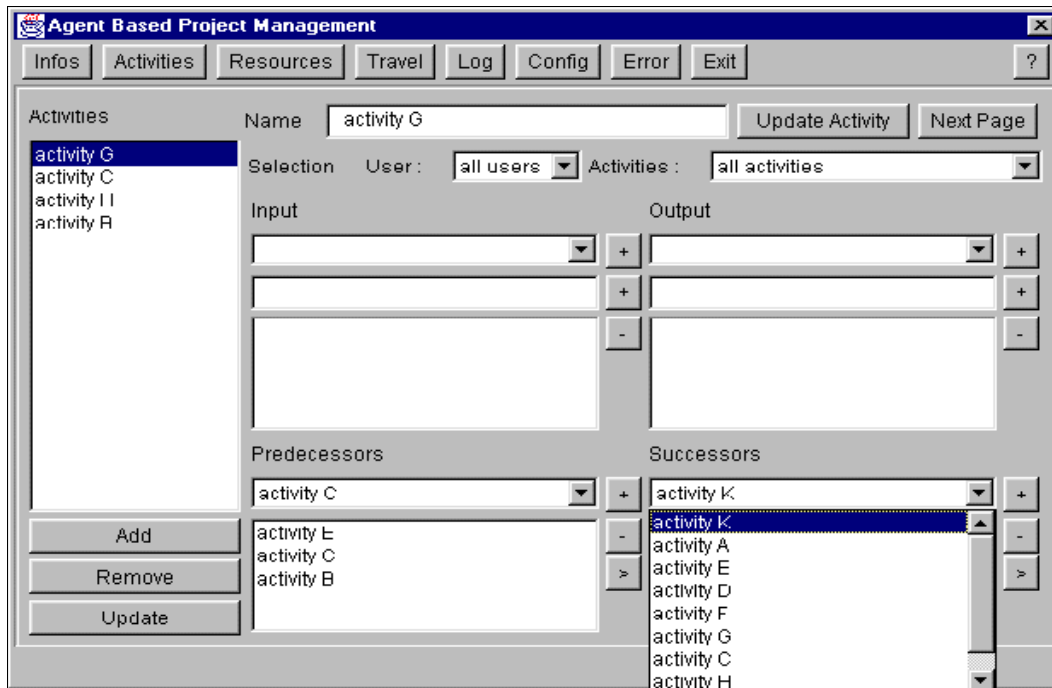 Agent Based Project Management
Infos Activities Resources Travel Log Config Error Exit ?
Activities
Name activity G Update Activity Next Page
activity G
activity C
activity H
activity B
Selection User : all users Activities : all activities
Input Output
+ +
+ +
- -
Predecessors Successors
activity C + activity K +
activity E
activity C
activity B
- -
> >
activity K
activity A
activity E
activity D
activity F
activity G
activity C
activity H
Add
Remove
Update